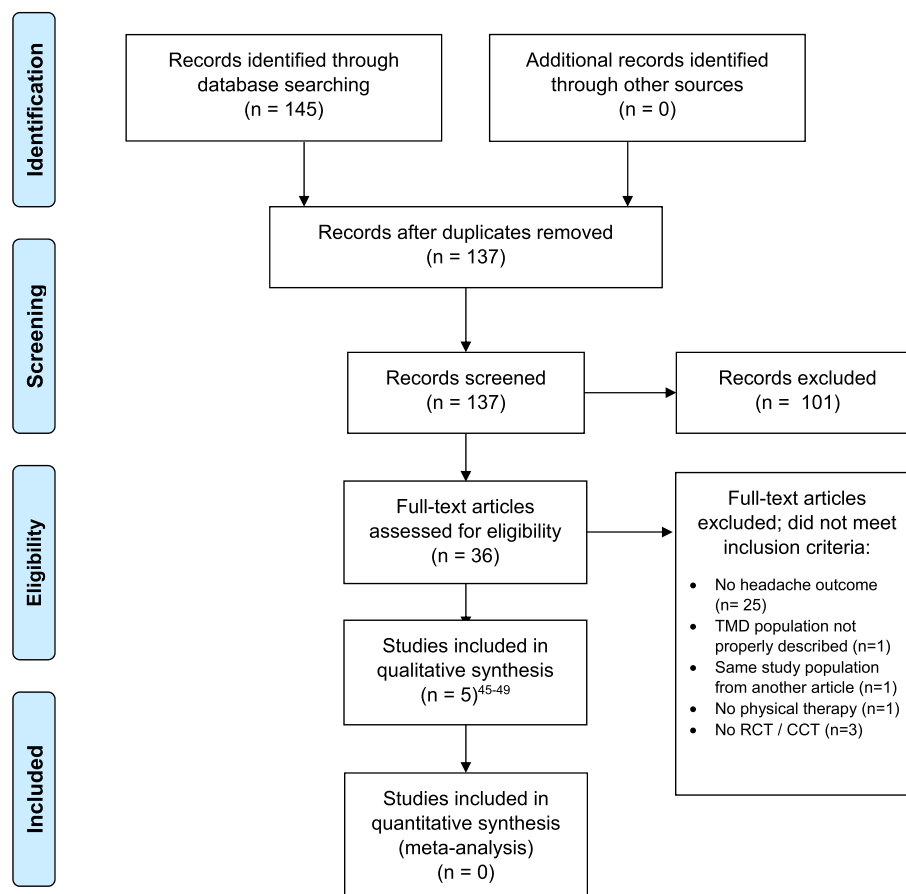 Identification
Records identified through
database searching
(n = 145)
Additional records identified
through other sources
(n = 0)
Records after duplicates removed
(n = 137)
Screening
Records screened
(n = 137)
Records excluded
(n = 101)
Eligibility
Full-text articles
assessed for eligibility
(n = 36)
Full-text articles
excluded; did not meet
inclusion criteria:
• No headache outcome
(n= 25)
• TMD population not
properly described (n=1)
• Same study population
from another article (n=1)
• No physical therapy (n=1)
• No RCT / CCT (n=3)
Studies included in
qualitative synthesis
(n = 5)45-49
Included
Studies included in
quantitative synthesis
(meta-analysis)
(n = 0)